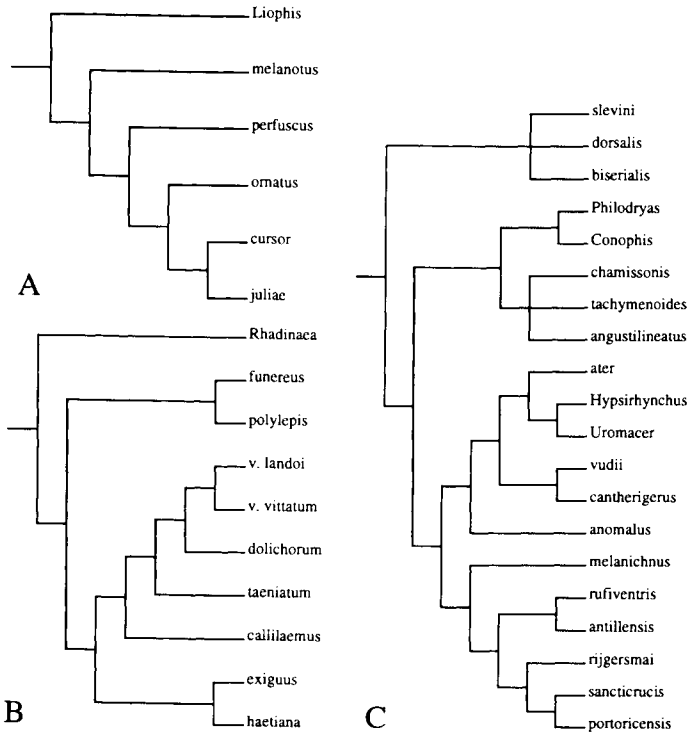 Liophis
melanotus
perfuscus
ornatus
cursor
juliae
A
Rhadinaea
funereus
polylepis
v. landoi
v. vittatum
dolichorum
taeniatum
callilaemus
exiguus
haetiana
B
slevini
dorsalis
biserialis
Philodryas
Conophis
chamissonis
tachymenoides
angustilineatus
ater
Hypsirhynchus
Uromacer
vudii
cantherigerus
anomalus
melanichnus
rufiventris
antillensis
rijgersmai
sancticrucis
portoricensis
C